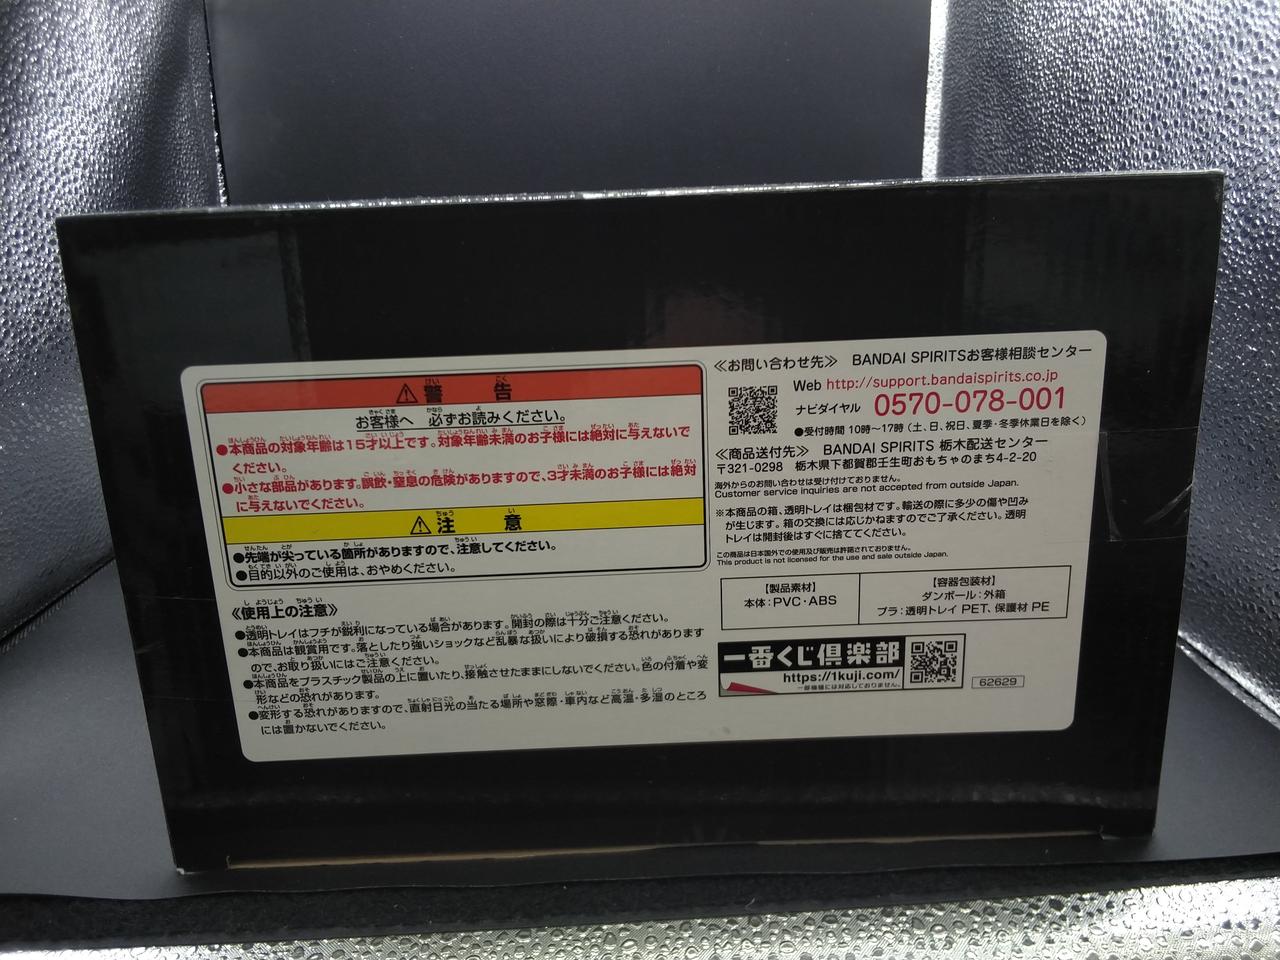 ⚠警告
お客様へ 必ずお読みください。
●本商品の対象年齢は15才以上です。対象年齢未満のお子様には絶対に与えないで
ください。
●小さな部品があります。誤飲・窒息の危険がありますので、3才未満のお子様には絶対
に与えないでください。
⚠注意
●先端が尖っている箇所がありますので、注意してください。
●目的以外のご使用は、おやめください。
≪使用上の注意≫
●透明トレイはフチが鋭利になっている場合があります。開封の際は十分ご注意ください。
●本商品は観賞用です。落としたり強いショックなど乱暴な扱いにより破損する恐れがあります
ので、お取り扱いにはご注意ください。
●本商品をプラスチック製品の上に置いたり、接触させたままにしないでください。色の付着や変
形などの恐れがあります。
●変形する恐れがありますので、直射日光の当たる場所や窓際・車内など高温・多湿のところ
には置かないでください。
≪お問い合わせ先≫ BANDAI SPIRITSお客様相談センター
Web http://support.bandaispirits.co.jp
ナビダイヤル 0570-078-001
●受付時間 10時〜17時(土、日、祝日、夏季・冬季休業日を除く)
≪商品送付先≫ BANDAI SPIRITS 栃木配送センター
〒321-0298 栃木県下都賀郡壬生町おもちゃのまち4-2-20
海外からのお問い合わせは受け付けておりません。
Customer service inquiries are not accepted from outside Japan.
※本商品の箱、透明トレイは梱包材です。輸送の際に多少の傷や凹み
が生じます。箱の交換には応じかねますのでご了承ください。透明
トレイは開封後はすぐに捨ててください。
この商品は日本国外での使用及び販売は許諾されておりません。
This product is not licensed for the use and sale outside Japan.
【製品素材】
本体:PVC・ABS
【容器包装材】
ダンボール:外箱
プラ:透明トレイ PET、保護材 PE
一番くじ倶楽部
https://1kuji.com/
一部機種には対応しておりません。
62629